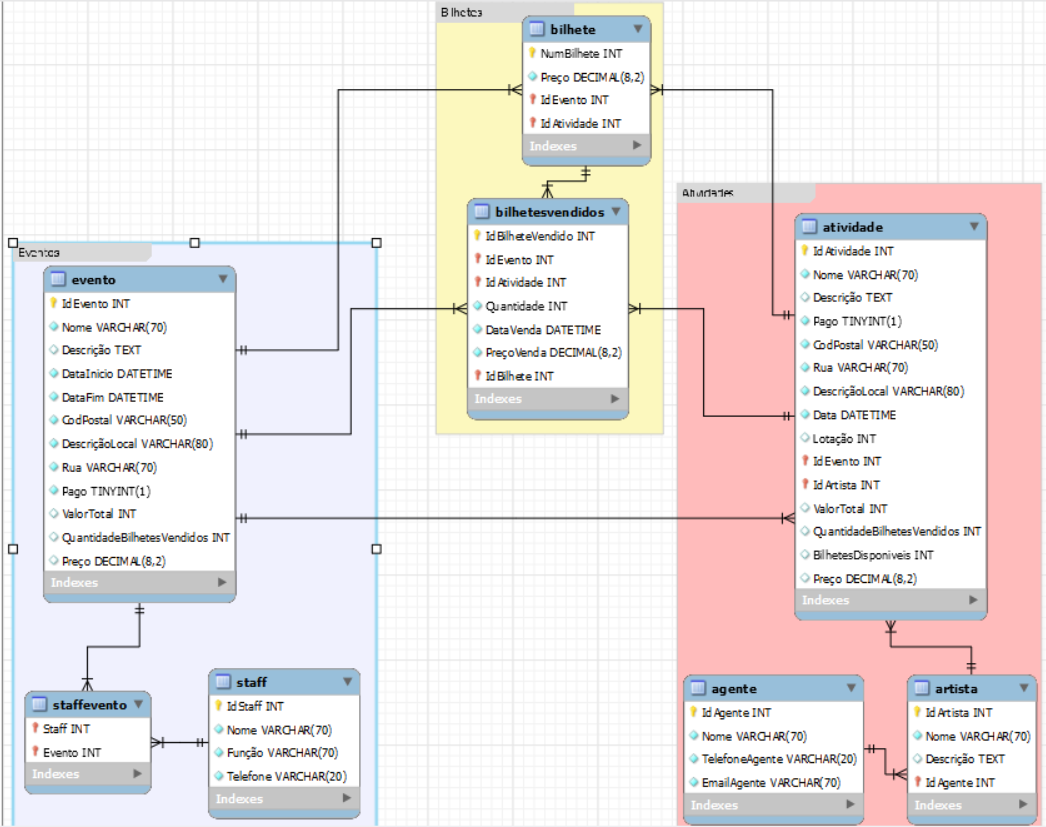 Bilhetes
bilhete
NumBilhete INT
Preço DECIMAL(8,2)
IdEvento INT
IdAtividade INT
Indexes
bilhetesvendidos
IdBilheteVendido INT
IdEvento INT
IdAtividade INT
Quantidade INT
DataVenda DATETIME
PreçoVenda DECIMAL(8,2)
IdBilhete INT
Indexes
Eventos
evento
IdEvento INT
Nome VARCHAR(70)
Descrição TEXT
DataInicio DATETIME
DataFim DATETIME
CodPostal VARCHAR(50)
DescriçãoLocal VARCHAR(80)
Rua VARCHAR(70)
Pago TINYINT(1)
ValorTotal INT
QuantidadeBilhetesVendidos INT
Preço DECIMAL(8,2)
Indexes
staffevento
Staff INT
Evento INT
Indexes
staff
IdStaff INT
Nome VARCHAR(70)
Função VARCHAR(70)
Telefone VARCHAR(20)
Indexes
Atividades
atividade
IdAtividade INT
Nome VARCHAR(70)
Descrição TEXT
Pago TINYINT(1)
CodPostal VARCHAR(50)
Rua VARCHAR(70)
DescriçãoLocal VARCHAR(80)
Data DATETIME
Lotação INT
IdEvento INT
IdArtista INT
ValorTotal INT
QuantidadeBilhetesVendidos INT
BilhetesDisponiveis INT
Preço DECIMAL(8,2)
Indexes
agente
IdAgente INT
Nome VARCHAR(70)
TelefoneAgente VARCHAR(20)
EmailAgente VARCHAR(70)
Indexes
artista
IdArtista INT
Nome VARCHAR(70)
Descrição TEXT
IdAgente INT
Indexes